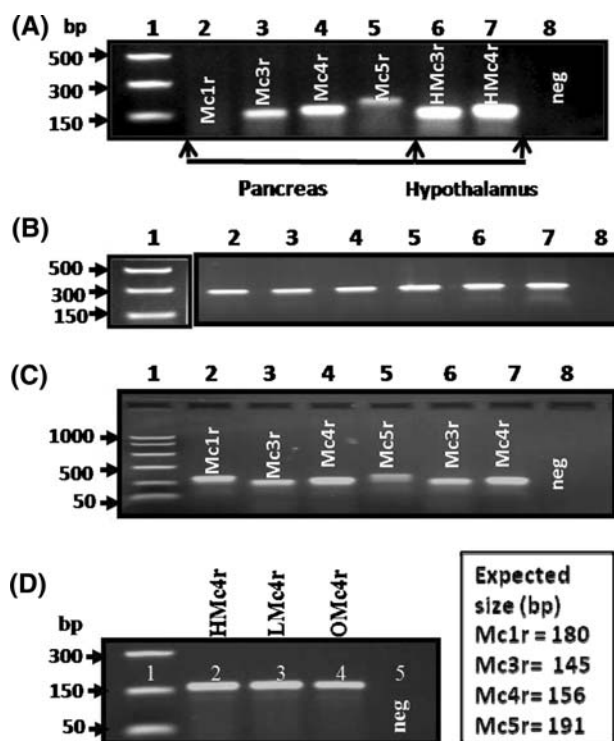 (A)
bp 1 2 3 4 5 6 7 8
500
300
150
Mc1r Mc3r Mc4r Mc5r HMc3r HMc4r neg
Pancreas Hypothalamus
(B)
1 2 3 4 5 6 7 8
500
300
150
(C)
1 2 3 4 5 6 7 8
1000
500
50
Mc1r Mc3r Mc4r Mc5r Mc3r Mc4r neg
(D)
bp HMc4r LMc4r OMc4r
300
150
50
1 2 3 4 5
neg
Expected
size (bp)
Mc1r = 180
Mc3r= 145
Mc4r= 156
Mc5r= 191